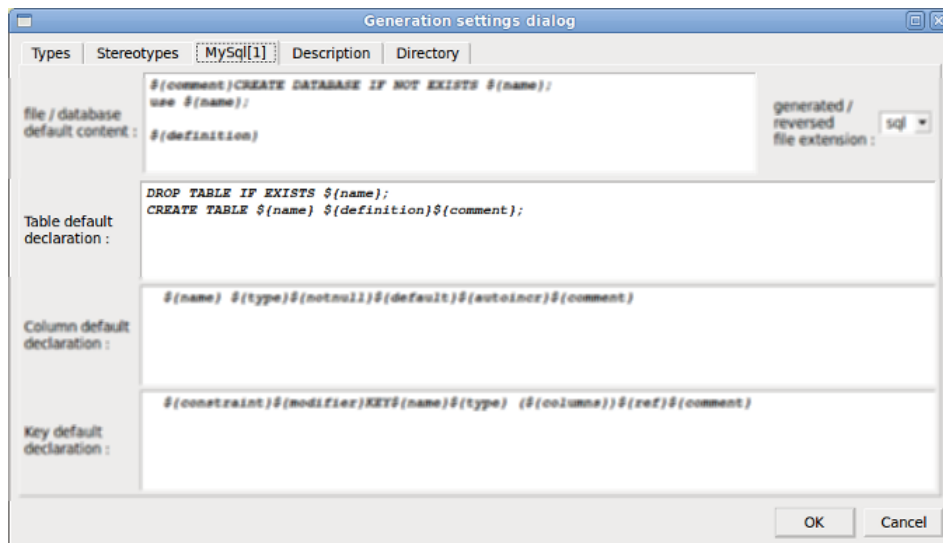 Generation settings dialog
Types Stereotypes MySql[1] Description Directory
file / database
default content :
${comment}CREATE DATABASE IF NOT EXISTS ${name};
use ${name};
${definition}
generated /
reversed
file extension :
sql
Table default
declaration :
DROP TABLE IF EXISTS ${name};
CREATE TABLE ${name} ${definition}${comment};
Column default
declaration :
${name} ${type}${notnull}${default}${autoincr}${comment}
Key default
declaration :
${constraint}${modifier}KEY${name}${type} (${columns})${ref}${comment}
OK Cancel